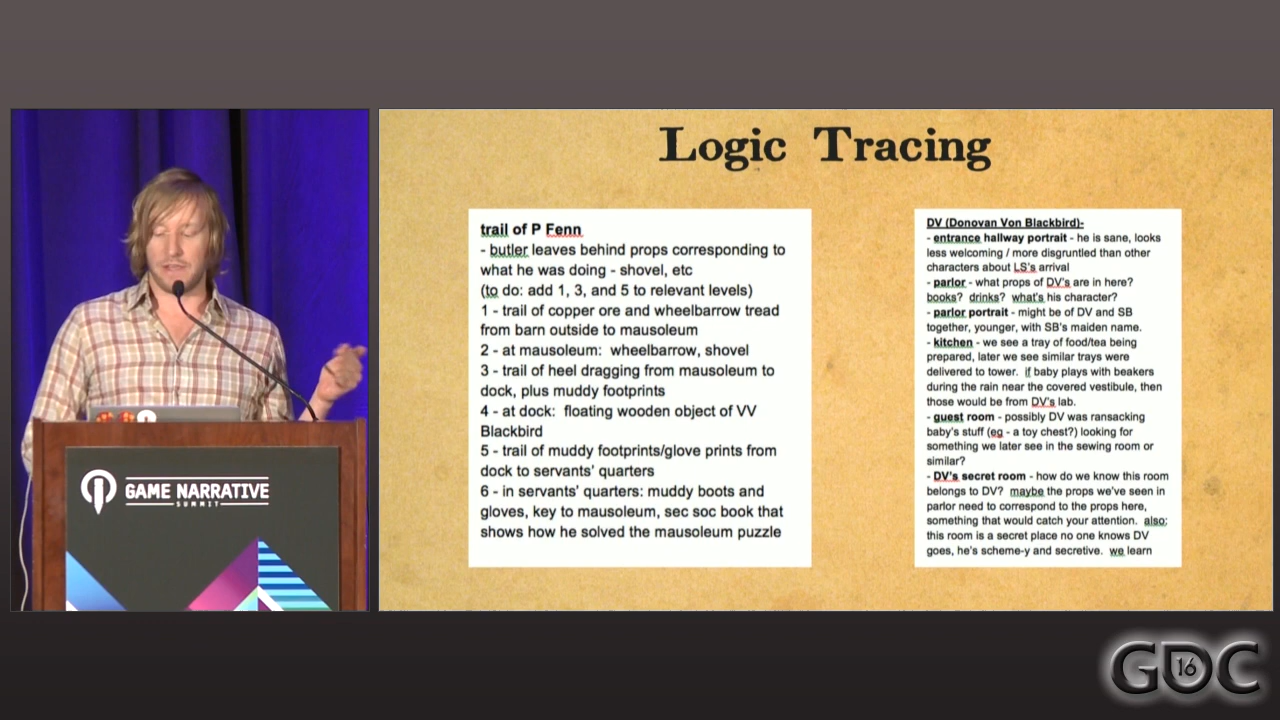 Logic Tracing
trail of P Fenn
- butler leaves behind props corresponding to
what he was doing - shovel, etc
(to do: add 1, 3, and 5 to relevant levels)
1 - trail of copper ore and wheelbarrow tread
from barn outside to mausoleum
2 - at mausoleum:  wheelbarrow, shovel
3 - trail of heel dragging from mausoleum to
dock, plus muddy footprints
4 - at dock:  floating wooden object of VV
Blackbird
5 - trail of muddy footprints/glove prints from
dock to servants' quarters
6 - in servants' quarters: muddy boots and
gloves, key to mausoleum, sec soc book that
shows how he solved the mausoleum puzzle
DV (Donovan Von Blackbird)-
- entrance hallway portrait - he is sane, looks
less welcoming / more disgruntled than other
characters about LS's arrival
- parlor - what props of DV's are in here?
books?  drinks?  what's his character?
- parlor portrait - might be of DV and SB
together, younger, with SB's maiden name.
- kitchen - we see a tray of food/tea being
prepared, later we see similar trays were
delivered to tower.  if baby plays with beakers
during the rain near the covered vestibule, then
those would be from DV's lab.
- guest room - possibly DV was ransacking
baby's stuff (eg - a toy chest?) looking for
something we later see in the sewing room or
similar?
- DV's secret room - how do we know this room
belongs to DV?  maybe the props we've seen in
parlor need to correspond to the props here,
something that would catch your attention.  also:
this room is a secret place no one knows DV
goes, he's scheme-y and secretive.  we learn
GAME NARRATIVE
SUMMIT
GDC
16